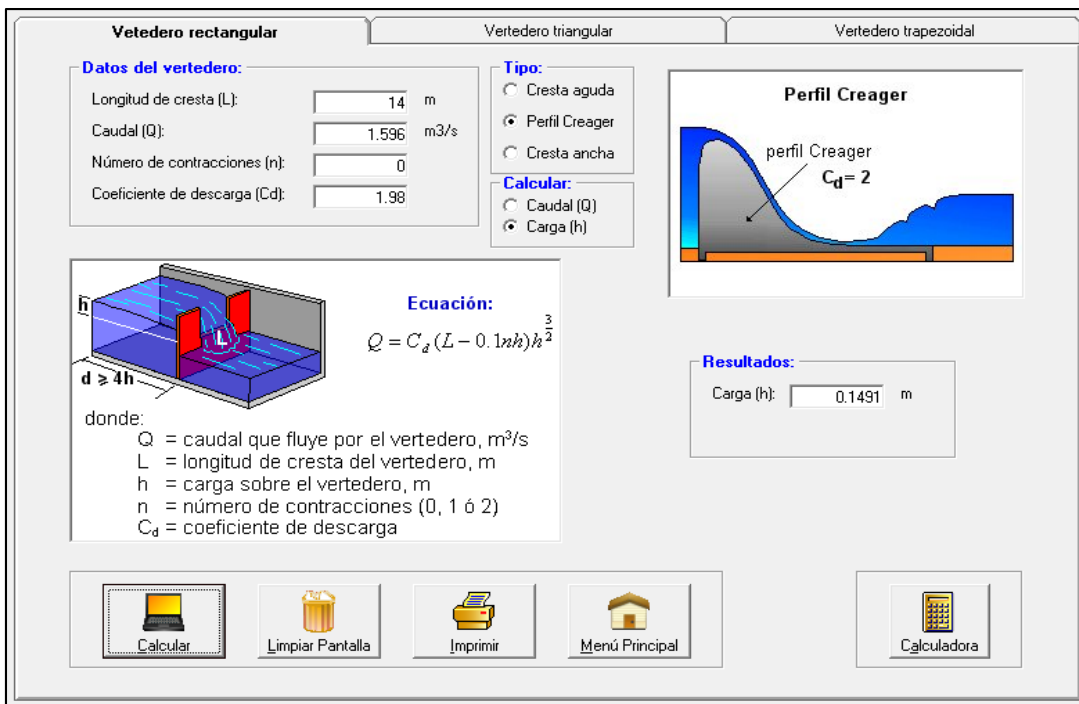 Vetedero rectangular
Vertedero triangular
Vertedero trapezoidal
Datos del vertedero:
Longitud de cresta (L): 14 m
Caudal (Q): 1.596 m3/s
Número de contracciones (n): 0
Coeficiente de descarga (Cd): 1.98
Tipo:
Cresta aguda
Perfil Creager
Cresta ancha
Calcular:
Caudal (Q)
Carga (h)
Perfil Creager
perfil Creager
C_d = 2
h
L
d ⩾ 4h
Ecuación:
Q = C_d (L − 0.1nh)h^{3/2}
donde:
Q = caudal que fluye por el vertedero, m³/s
L = longitud de cresta del vertedero, m
h = carga sobre el vertedero, m
n = número de contracciones (0, 1 ó 2)
C_d = coeficiente de descarga
Resultados:
Carga (h): 0.1491 m
Calcular
Limpiar Pantalla
Imprimir
Menú Principal
Calculadora